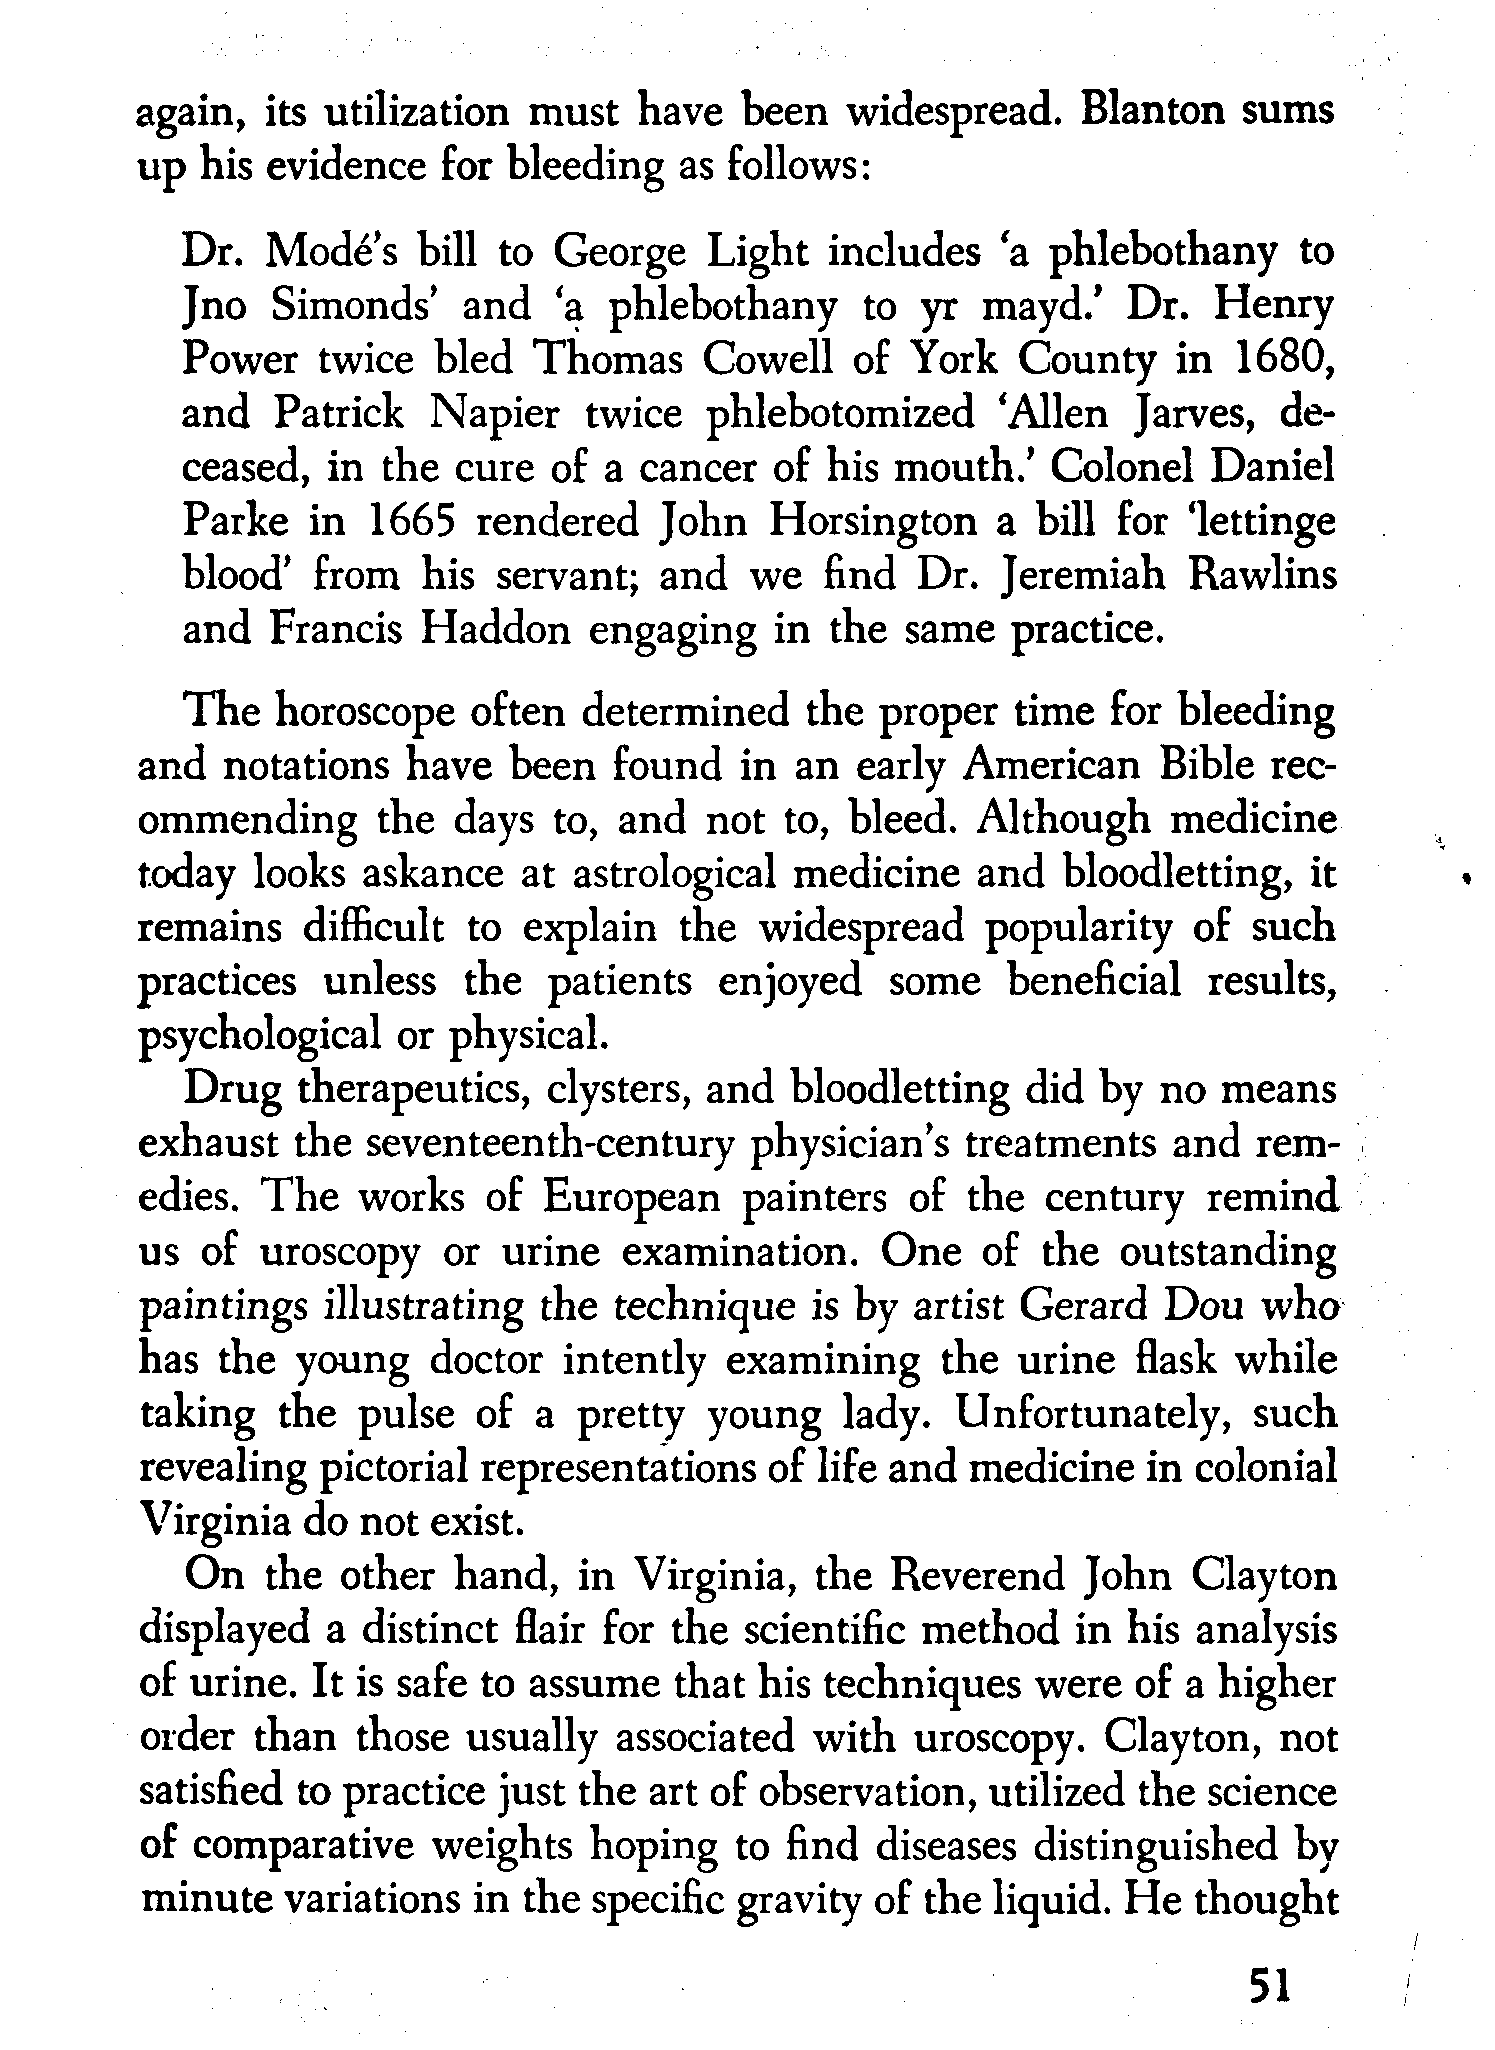 again, its utilization must have been widespread. Blanton sums
up his evidence for bleeding as follows:
Dr. Modé's bill to George Light includes ‘a phlebothany to
Jno Simonds’ and ‘a phlebothany to yr mayd.’ Dr. Henry
Power twice bled Thomas Cowell of York County in 1680,
and Patrick Napier twice phlebotomized ‘Allen Jarves, de-
ceased, in the cure of a cancer of his mouth.’ Colonel Daniel
Parke in 1665 rendered John Horsington a bill for ‘lettinge
blood’ from his servant; and we find Dr. Jeremiah Rawlins
and Francis Haddon engaging in the same practice.
The horoscope often determined the proper time for bleeding
and notations have been found in an early American Bible rec-
ommending the days to, and not to, bleed. Although medicine
today looks askance at astrological medicine and bloodletting, it
remains difficult to explain the widespread popularity of such
practices unless the patients enjoyed some beneficial results,
psychological or physical.
Drug therapeutics, clysters, and bloodletting did by no means
exhaust the seventeenth-century physician's treatments and rem-
edies. The works of European painters of the century remind
us of uroscopy or urine examination. One of the outstanding
paintings illustrating the technique is by artist Gerard Dou who
has the young doctor intently examining the urine flask while
taking the pulse of a pretty young lady. Unfortunately, such
revealing pictorial representations of life and medicine in colonial
Virginia do not exist.
On the other hand, in Virginia, the Reverend John Clayton
displayed a distinct flair for the scientific method in his analysis
of urine. It is safe to assume that his techniques were of a higher
order than those usually associated with uroscopy. Clayton, not
satisfied to practice just the art of observation, utilized the science
of comparative weights hoping to find diseases distinguished by
minute variations in the specific gravity of the liquid. He thought
51